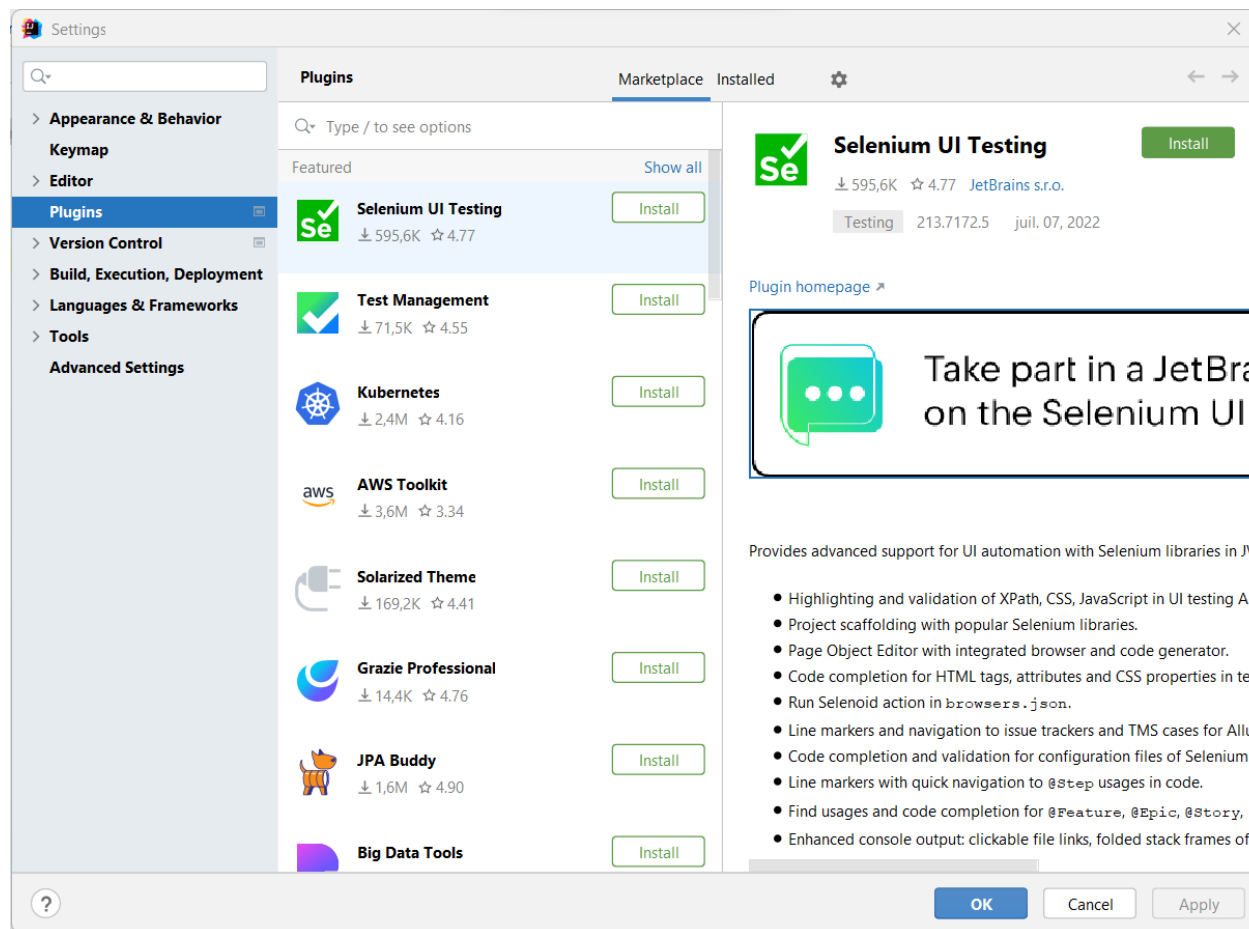 Settings
Appearance & Behavior
Keymap
Editor
Plugins
Version Control
Build, Execution, Deployment
Languages & Frameworks
Tools
Advanced Settings
Plugins
Marketplace Installed
Type / to see options
Featured Show all
Se
Selenium UI Testing
595,6K 4.77
Install
Test Management
71,5K 4.55
Install
Kubernetes
2,4M 4.16
Install
aws
AWS Toolkit
3,6M 3.34
Install
Solarized Theme
169,2K 4.41
Install
Grazie Professional
14,4K 4.76
Install
JPA Buddy
1,6M 4.90
Install
Big Data Tools
Install
Se
Selenium UI Testing
Install
595,6K 4.77 JetBrains s.r.o.
Testing 213.7172.5 juil. 07, 2022
Plugin homepage
Take part in a JetBra
on the Selenium UI
Provides advanced support for UI automation with Selenium libraries in
Highlighting and validation of XPath, CSS, JavaScript in UI testing A
Project scaffolding with popular Selenium libraries.
Page Object Editor with integrated browser and code generator.
Code completion for HTML tags, attributes and CSS properties in te
Run Selenoid action in browsers.json.
Line markers and navigation to issue trackers and TMS cases for Allu
Code completion and validation for configuration files of Selenium
Line markers with quick navigation to @Step usages in code.
Find usages and code completion for @Feature, @Epic, @Story,
Enhanced console output: clickable file links, folded stack frames of
?
OK Cancel Apply